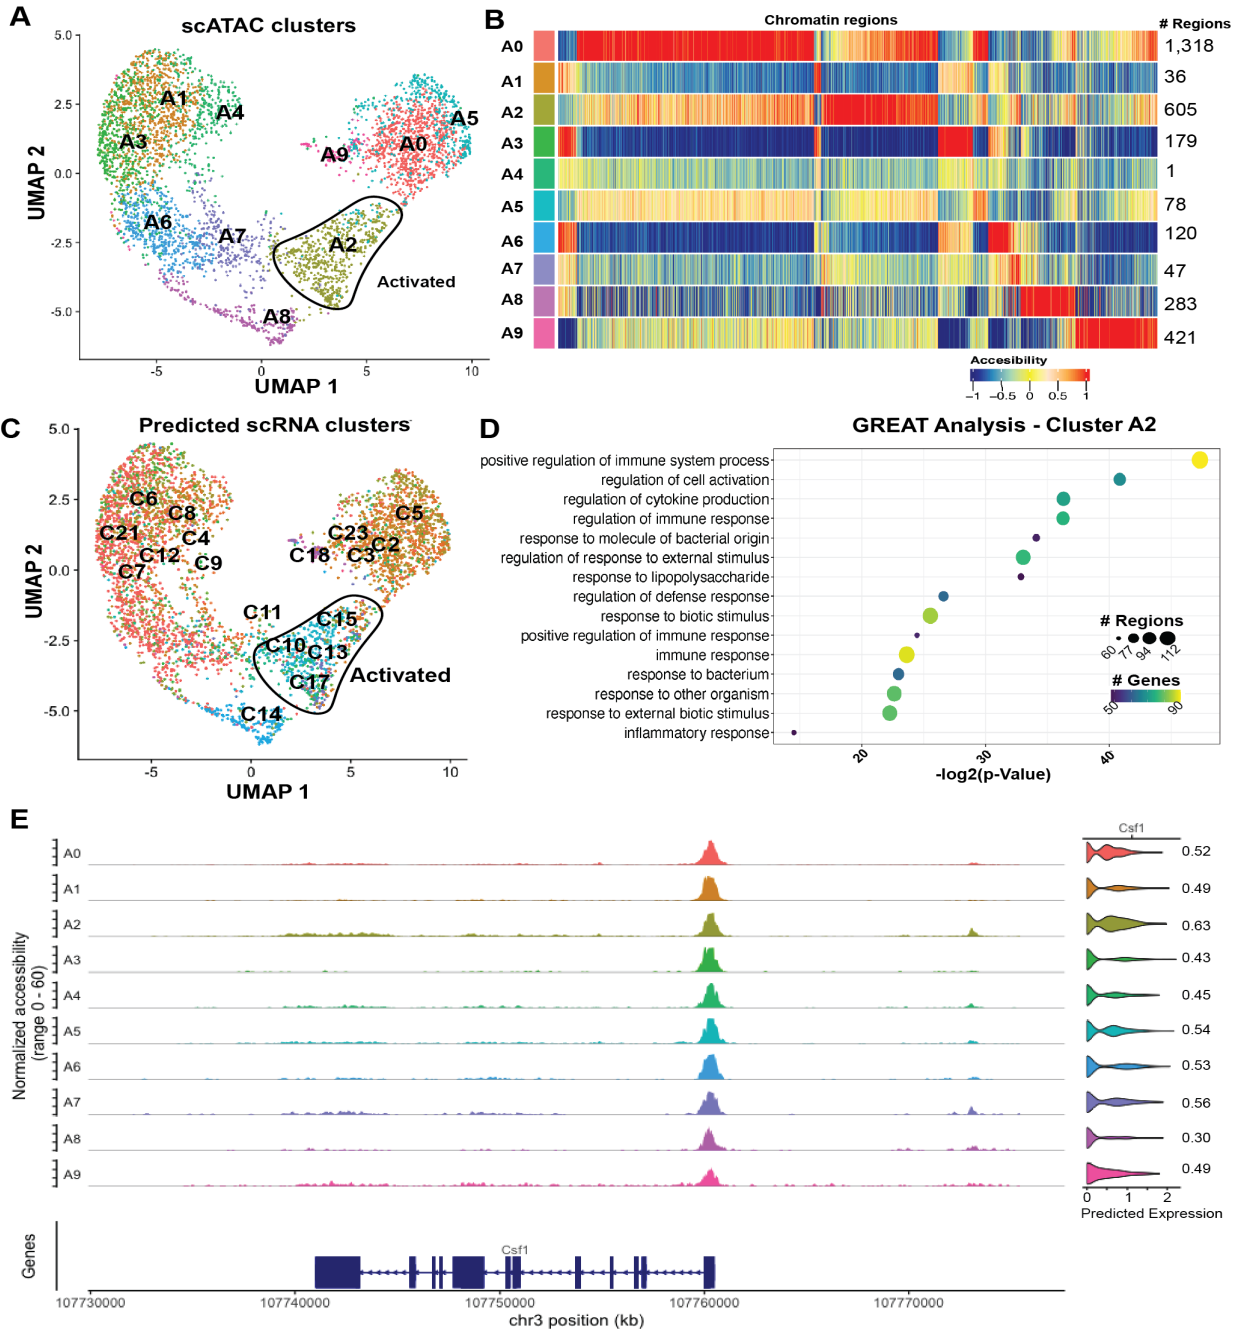 A
scATAC clusters
5.0
2.5
0.0
-2.5
-5.0
UMAP 2
A1
A4
A3
A6
A7
A8
A9
A0
A5
A2
Activated
-5
0
5
10
UMAP 1
B
Chromatin regions
# Regions
A0
1,318
A1
36
A2
605
A3
179
A4
1
A5
78
A6
120
A7
47
A8
283
A9
421
Accesibility
−1 −0.5 0 0.5 1
C
Predicted scRNA clusters
5.0
2.5
0.0
-2.5
-5.0
UMAP 2
C6
C8
C21
C4
C12
C9
C7
C5
C23
C2
C18
C3
C11
C15
C10
C13
C17
C14
Activated
-5
0
5
10
UMAP 1
D
GREAT Analysis - Cluster A2
positive regulation of immune system process
regulation of cell activation
regulation of cytokine production
regulation of immune response
response to molecule of bacterial origin
regulation of response to external stimulus
response to lipopolysaccharide
regulation of defense response
response to biotic stimulus
positive regulation of immune response
immune response
response to bacterium
response to other organism
response to external biotic stimulus
inflammatory response
# Regions
60 77 94 112
# Genes
50 90
20 30 40
-log2(p-Value)
E
Normalized accessibility
(range 0 - 60)
Csf1
A0
0.52
A1
0.49
A2
0.63
A3
0.43
A4
0.45
A5
0.54
A6
0.53
A7
0.56
A8
0.30
A9
0.49
0 1 2
Predicted Expression
Genes
Csf1
107730000 107740000 107750000 107760000 107770000
chr3 position (kb)